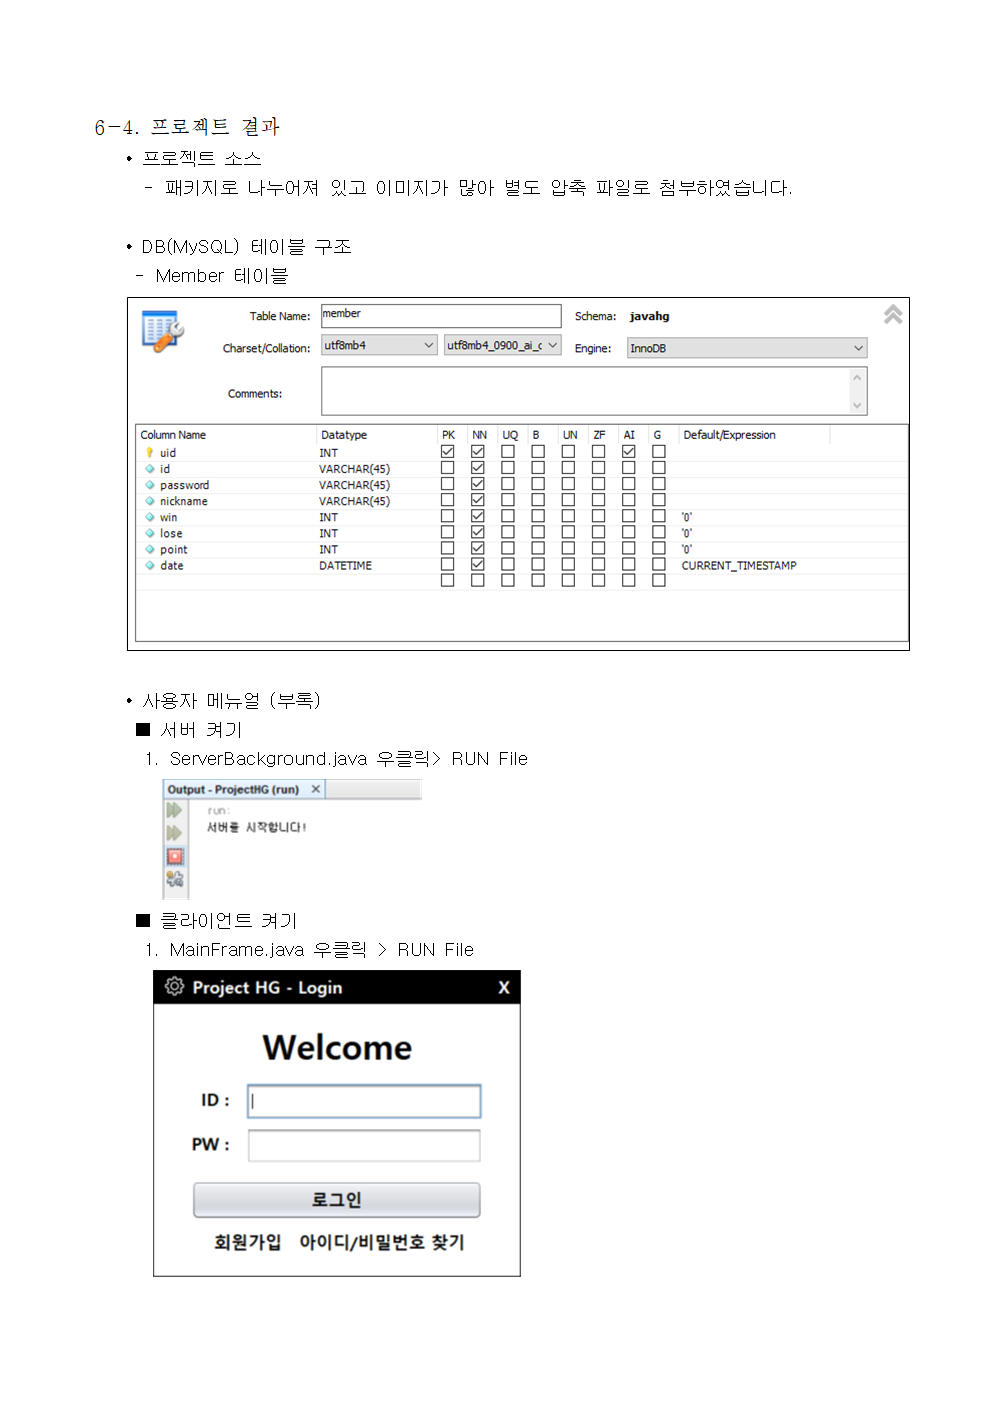 6-4. 프로젝트 결과
• 프로젝트 소스
- 패키지로 나누어져 있고 이미지가 많아 별도 압축 파일로 첨부하였습니다.
• DB(MySQL) 테이블 구조
- Member 테이블
Table Name: member Schema: javahg
Charset/Collation: utf8mb4 utf8mb4_0900_ai_c Engine: InnoDB
Comments:
Column Name Datatype PK NN UQ B UN ZF AI G Default/Expression
uid INT
id VARCHAR(45)
password VARCHAR(45)
nickname VARCHAR(45)
win INT '0'
lose INT '0'
point INT '0'
date DATETIME CURRENT_TIMESTAMP
• 사용자 메뉴얼 (부록)
■ 서버 켜기
1. ServerBackground.java 우클릭> RUN File
Output - ProjectHG (run) ×
run:
서버를 시작합니다!
■ 클라이언트 켜기
1. MainFrame.java 우클릭 > RUN File
Project HG - Login X
Welcome
ID :
PW :
로그인
회원가입 아이디/비밀번호 찾기